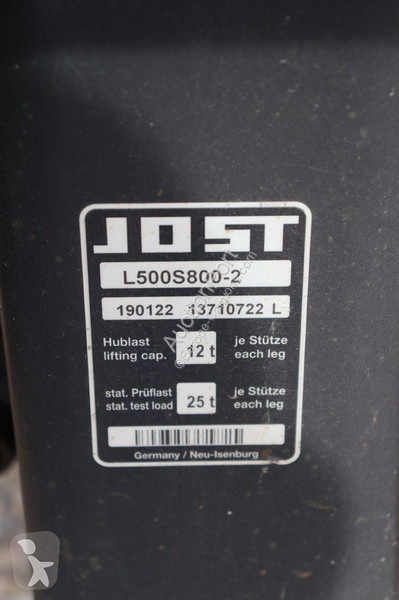 JOST
L500S800-2
190122 13710722 L
Hublast 12 t je Stütze
lifting cap. each leg
stat. Prüflast 25 t je Stütze
stat. test load each leg
Germany / Neu-Isenburg